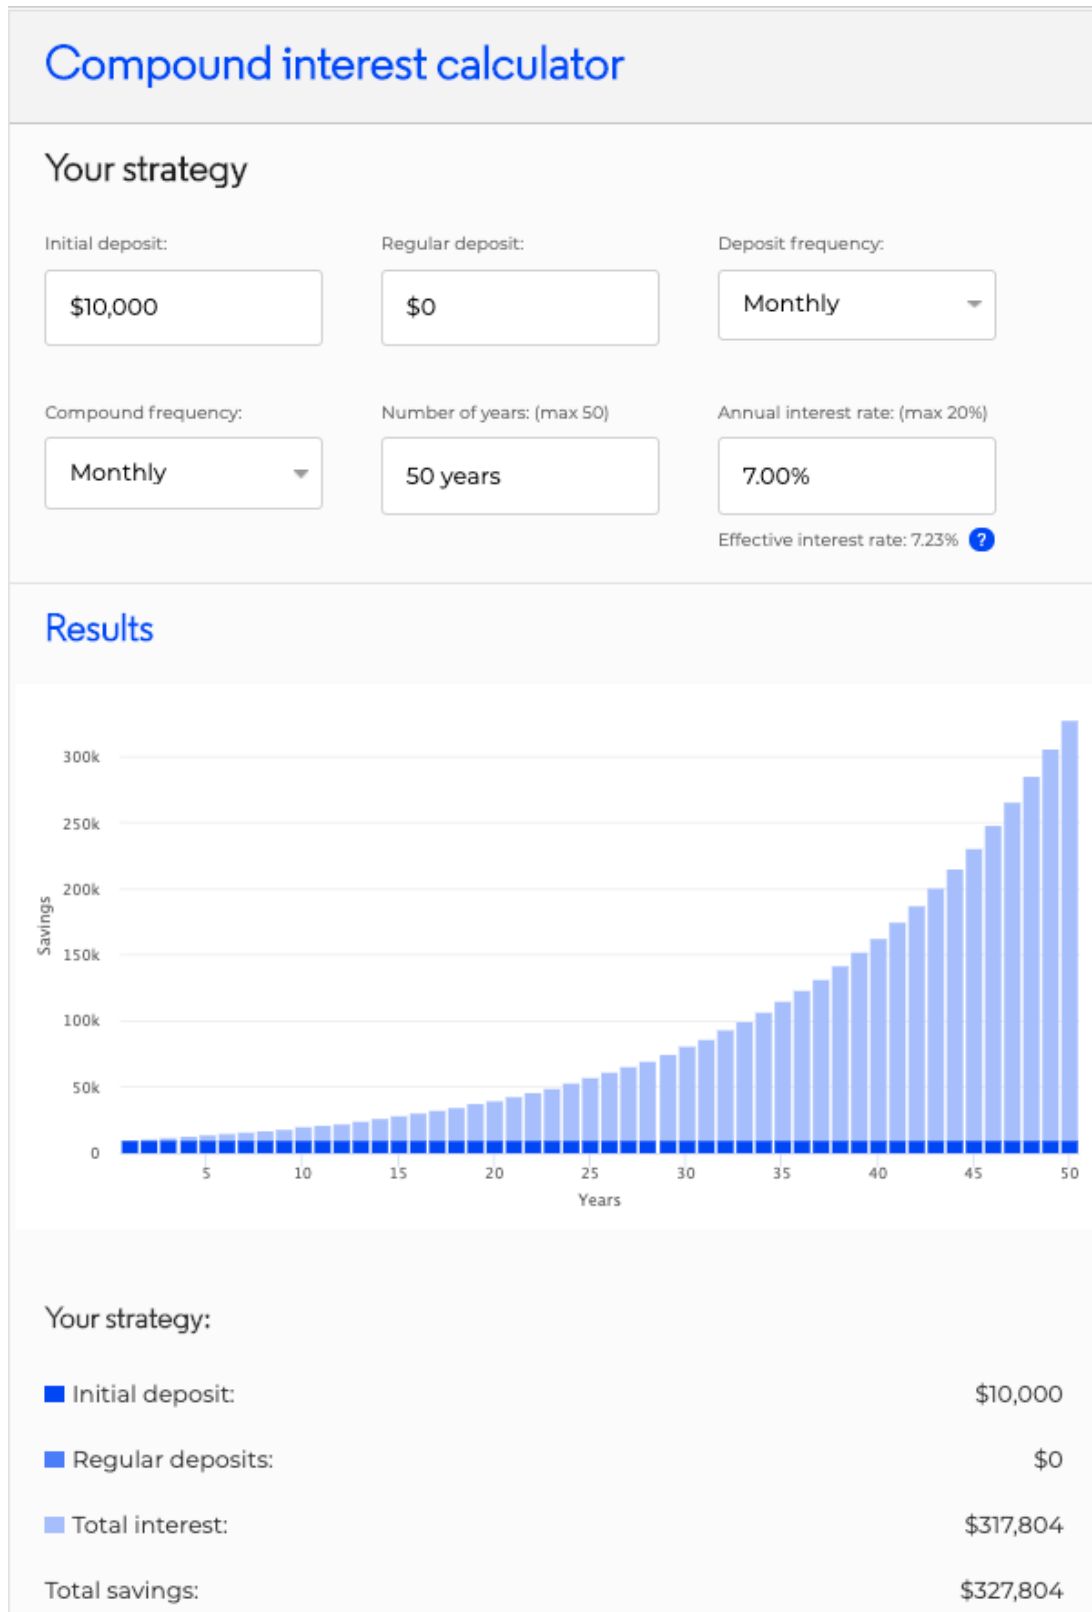 Compound interest calculator
Your strategy
Initial deposit: Regular deposit: Deposit frequency:
$10,000 $0 Monthly
Compound frequency: Number of years: (max 50) Annual interest rate: (max 20%)
Monthly 50 years 7.00%
Effective interest rate: 7.23% ?
Results
300k
250k
200k
150k
100k
50k
0
Savings
5 10 15 20 25 30 35 40 45 50
Years
Your strategy:
Initial deposit: $10,000
Regular deposits: $0
Total interest: $317,804
Total savings: $327,804